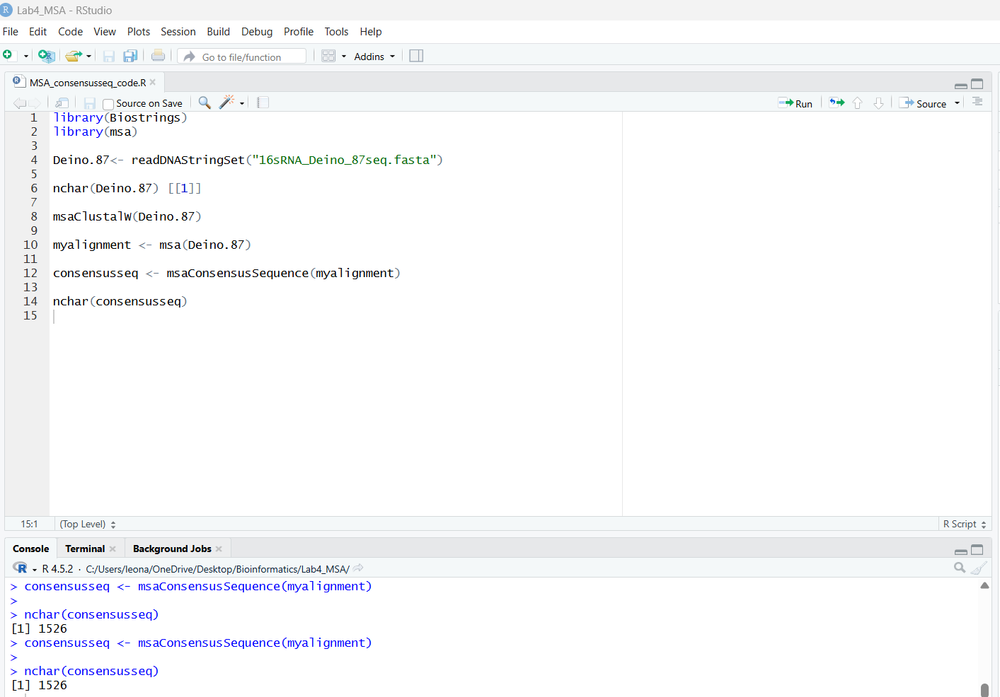 Lab4_MSA - RStudio
File Edit Code View Plots Session Build Debug Profile Tools Help
Go to file/function Addins
MSA_consensusseq_code.R
Source on Save Run Source
1 library(Biostrings)
2 library(msa)
3
4 Deino.87<- readDNAStringSet("16sRNA_Deino_87seq.fasta")
5
6 nchar(Deino.87) [[1]]
7
8 msaClustalW(Deino.87)
9
10 myalignment <- msa(Deino.87)
11
12 consensusseq <- msaConsensusSequence(myalignment)
13
14 nchar(consensusseq)
15
15:1 (Top Level) R Script
Console Terminal Background Jobs
R 4.5.2 · C:/Users/leona/OneDrive/Desktop/Bioinformatics/Lab4_MSA/
> consensusseq <- msaConsensusSequence(myalignment)
>
> nchar(consensusseq)
[1] 1526
> consensusseq <- msaConsensusSequence(myalignment)
>
> nchar(consensusseq)
[1] 1526